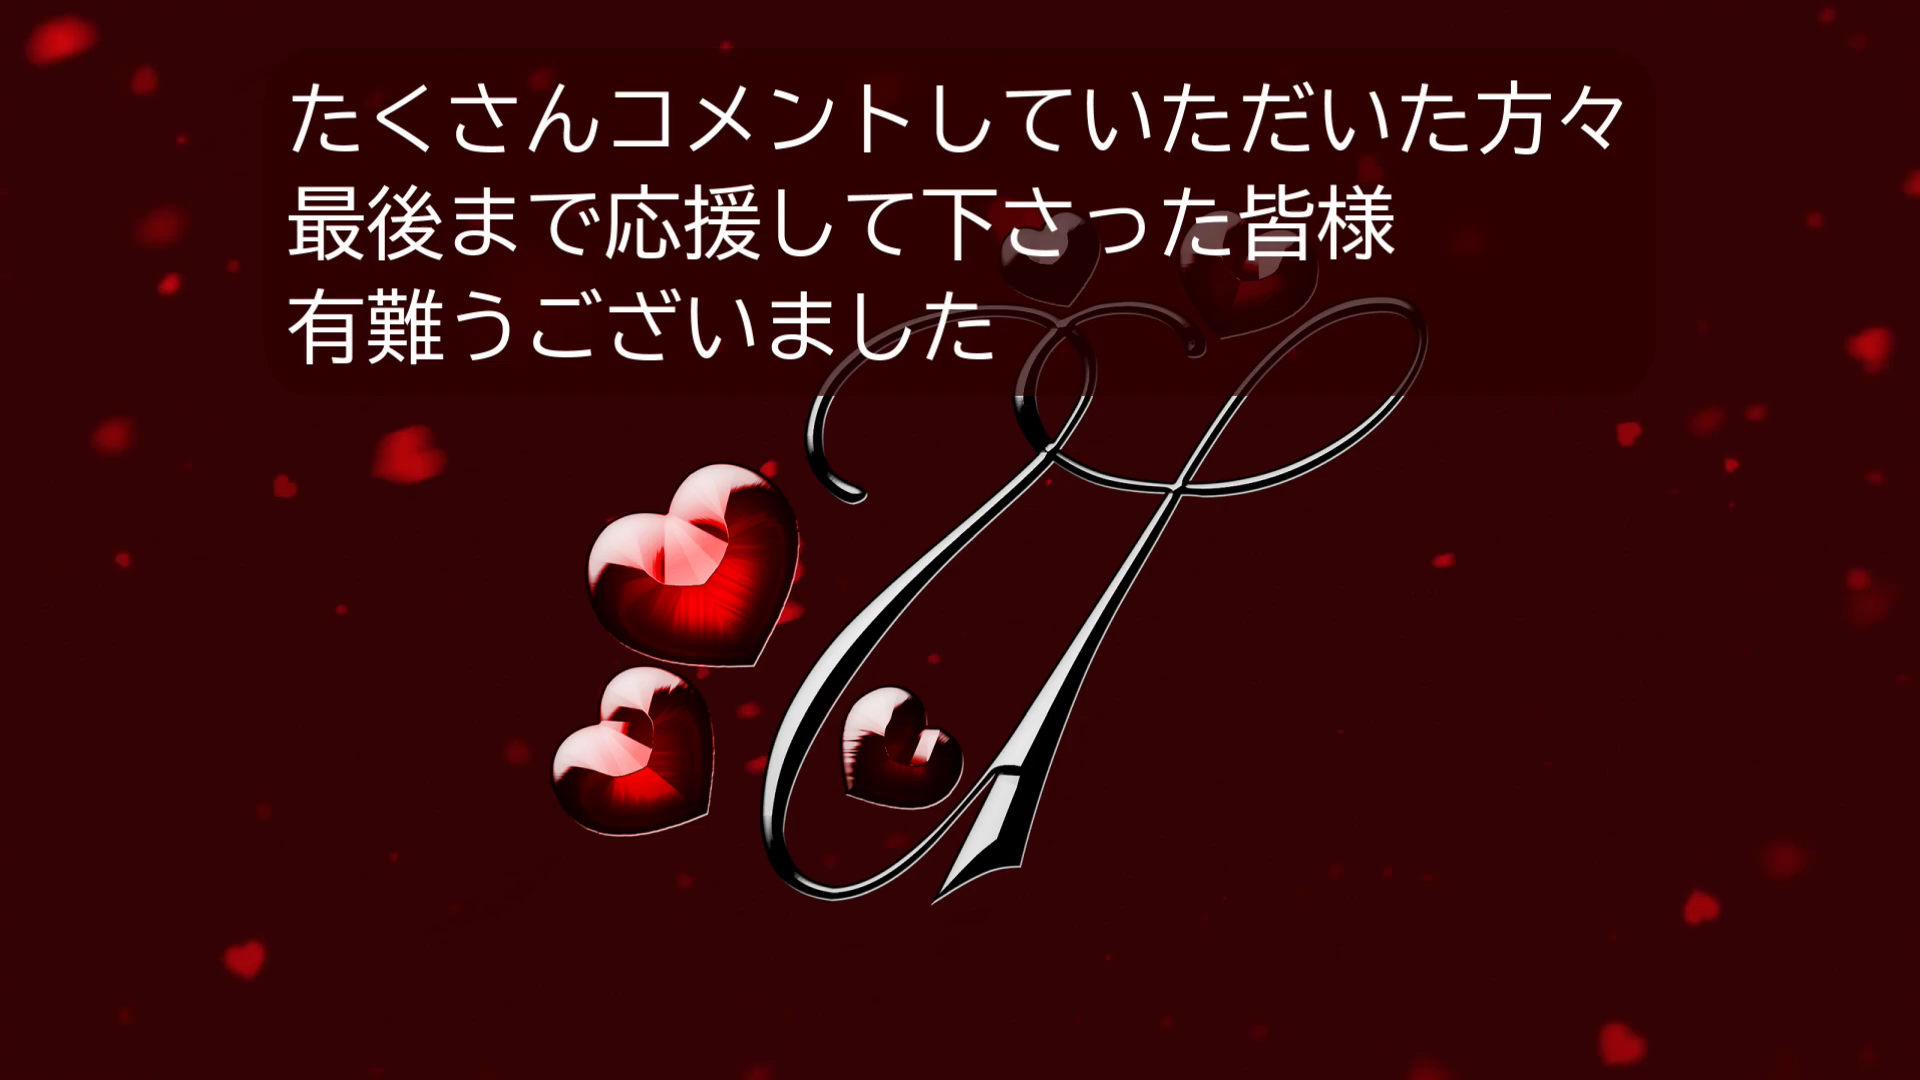 たくさんコメントしていただいた方々
最後まで応援して下さった皆様
有難うございました